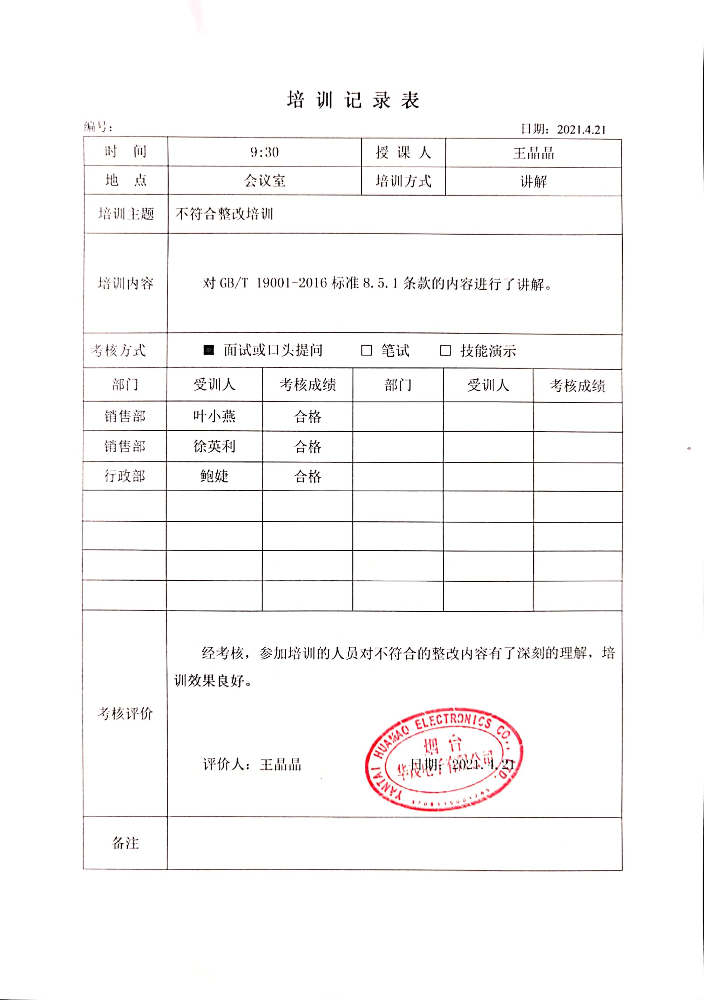 培训记录表
编号：
日期：2021.4.21
时间 9:30 授课人 王晶晶
地点 会议室 培训方式 讲解
培训主题 不符合整改培训
培训内容 对GB/T 19001-2016标准8.5.1条款的内容进行了讲解。
考核方式 ■ 面试或口头提问 □ 笔试 □ 技能演示
部门 受训人 考核成绩 部门 受训人 考核成绩
销售部 叶小燕 合格
销售部 徐英利 合格
行政部 鲍婕 合格
经考核，参加培训的人员对不符合的整改内容有了深刻的理解，培
训效果良好。
考核评价
评价人：王晶晶 日期：2021.4.21
YANTAI HUAMAO ELECTRONICS CO., LTD.
烟台
华茂电子有限公司
备注